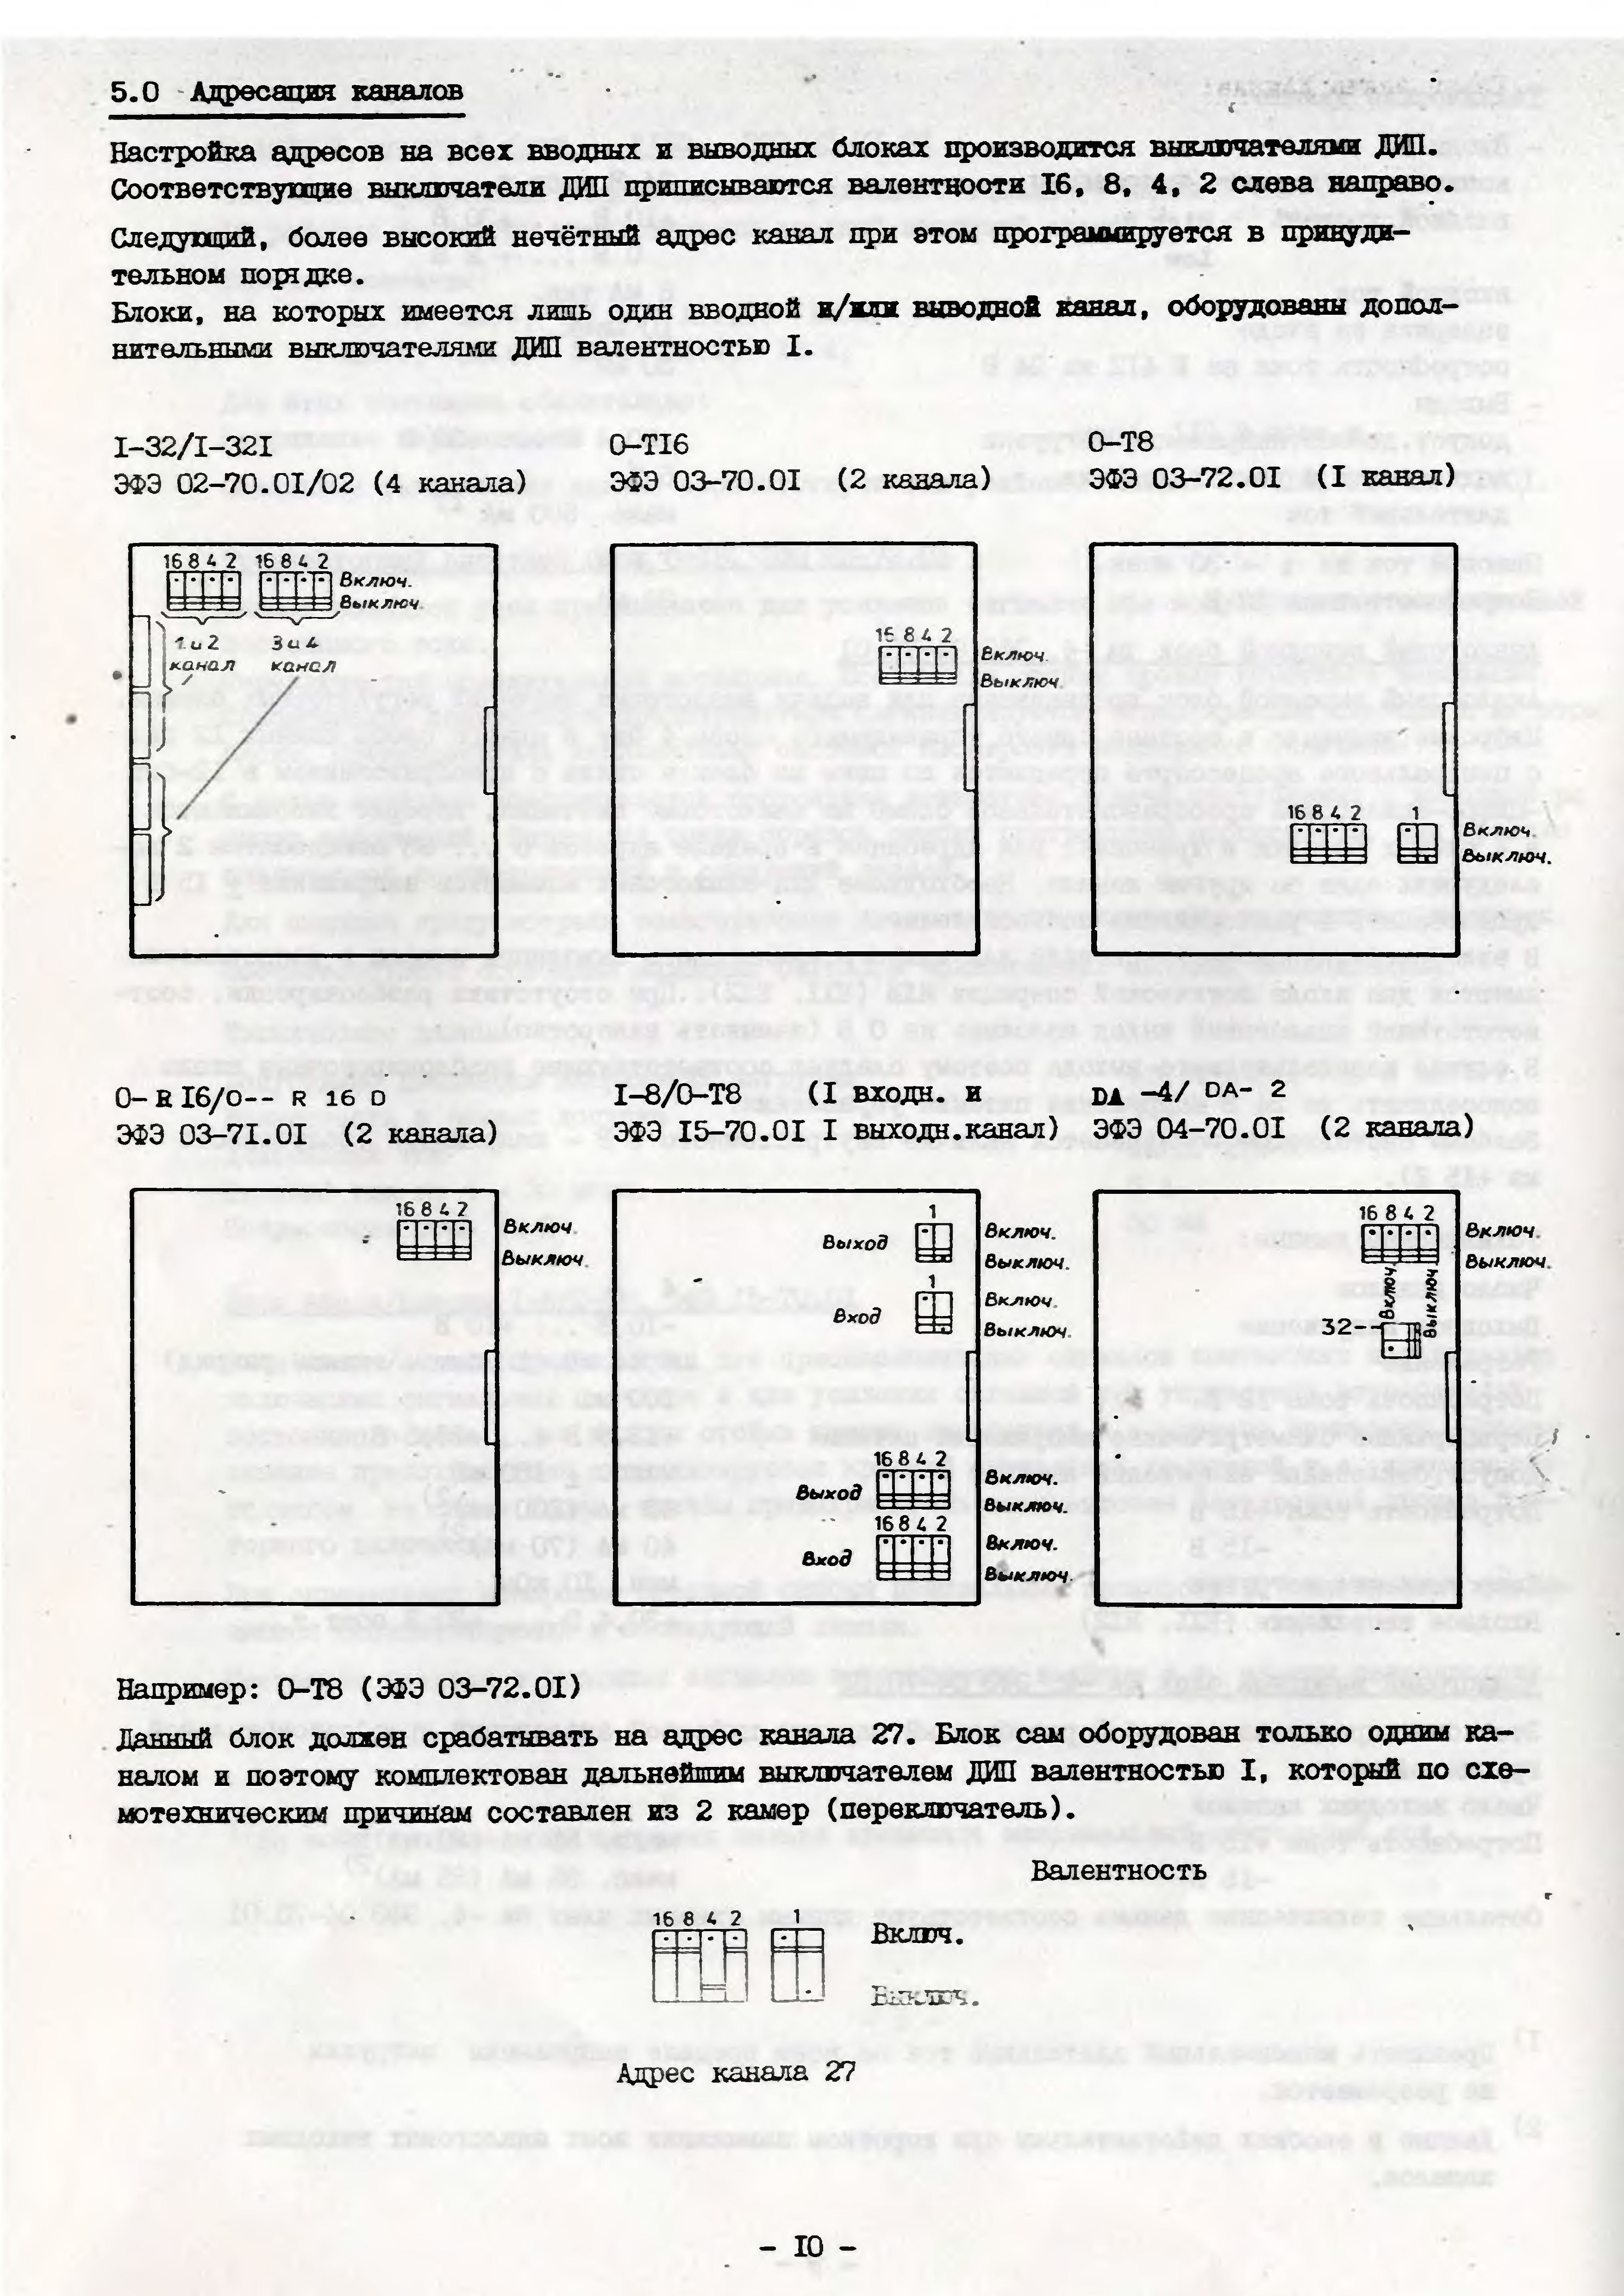 5.0 Адресация каналов
Настройка адресов на всех вводных и выводных блоках производится выключателями ДИП.
Соответствующие выключатели ДИП приписываются валентности I6, 8, 4, 2 слева направо.
Следующий, более высокий нечётный адрес канал при этом программируется в принуди-
тельном порядке.
Блоки, на которых имеется лишь один вводной и/или выводной канал, оборудованы допол-
нительными выключателями ДИП валентностью I.
I-32/I-32I
ЭФЭ 02-70.0I/02 (4 канала)
0-TI6
ЭФЭ 03-70.0I (2 канала)
0-T8
ЭФЭ 03-72.0I (I канал)
16 8 4 2 16 8 4 2
Включ.
Выключ.
1 и 2 канал
3 и 4 канал
16 8 4 2
Включ.
Выключ.
16 8 4 2 1
Включ.
Выключ.
0-RI6/0-- R 16 D
ЭФЭ 03-7I.0I (2 канала)
I-8/0-T8 (I входн. и
ЭФЭ I5-70.0I I выходн.канал)
DA -4/ DA- 2
ЭФЭ 04-70.0I (2 канала)
16 8 4 2
Включ.
Выключ.
1
Выход
Включ.
Выключ.
1
Вход
Включ.
Выключ.
16 8 4 2
Выход
Включ.
Выключ.
16 8 4 2
Вход
Включ.
Выключ.
16 8 4 2
Включ.
Выключ.
Включ.
Выключ.
32--
Например: 0-T8 (ЭФЭ 03-72.0I)
Данный блок должен срабатывать на адрес канала 27. Блок сам оборудован только одним ка-
налом и поэтому комплектован дальнейшим выключателем ДИП валентностью I, который по схе-
мотехническим причинам составлен из 2 камер (переключатель).
Валентность
16 8 4 2 1
Включ.
Выключ.
Адрес канала 27
- I0 -